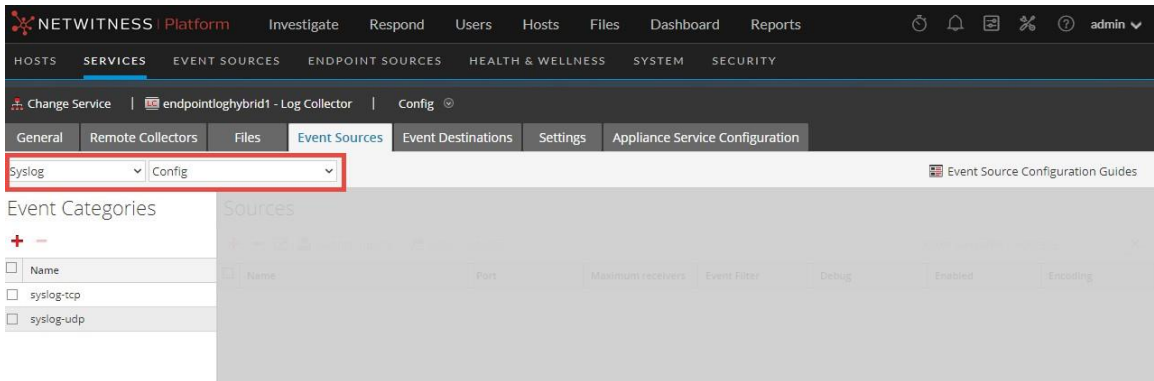 NETWITNESS Platform Investigate Respond Users Hosts Files Dashboard Reports admin
HOSTS SERVICES EVENT SOURCES ENDPOINT SOURCES HEALTH & WELLNESS SYSTEM SECURITY
Change Service | LC endpointloghybrid1 - Log Collector | Config
General Remote Collectors Files Event Sources Event Destinations Settings Appliance Service Configuration
Syslog Config Event Source Configuration Guides
Event Categories Sources
Name Name Port Maximum receivers Event Filter Debug Enabled Encoding
syslog-tcp
syslog-udp